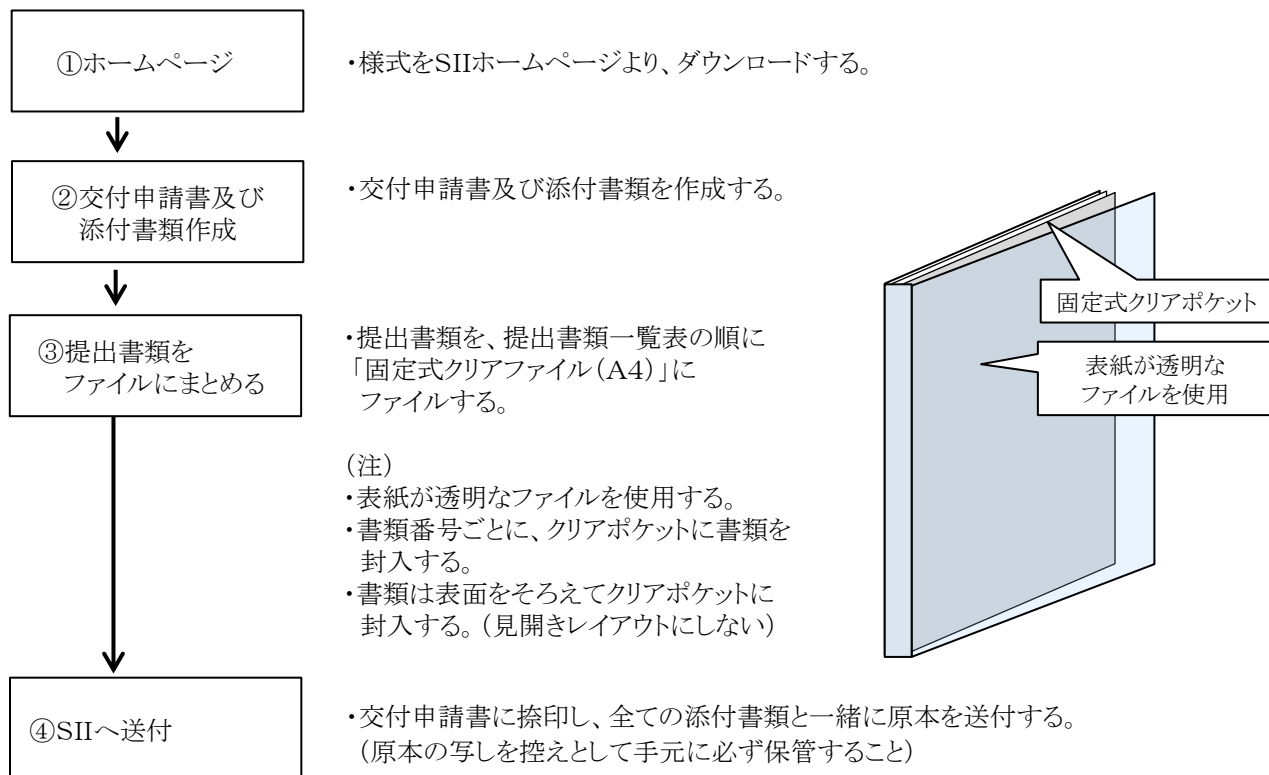 ①ホームページ
・様式をSIIホームページより、ダウンロードする。
②交付申請書及び
添付書類作成
・交付申請書及び添付書類を作成する。
③提出書類を
ファイルにまとめる
・提出書類を、提出書類一覧表の順に
「固定式クリアファイル(A4)」に
ファイルする。
(注)
・表紙が透明なファイルを使用する。
・書類番号ごとに、クリアポケットに書類を
封入する。
・書類は表面をそろえてクリアポケットに
封入する。(見開きレイアウトにしない)
固定式クリアポケット
表紙が透明な
ファイルを使用
④SIIへ送付
・交付申請書に捺印し、全ての添付書類と一緒に原本を送付する。
(原本の写しを控えとして手元に必ず保管すること)